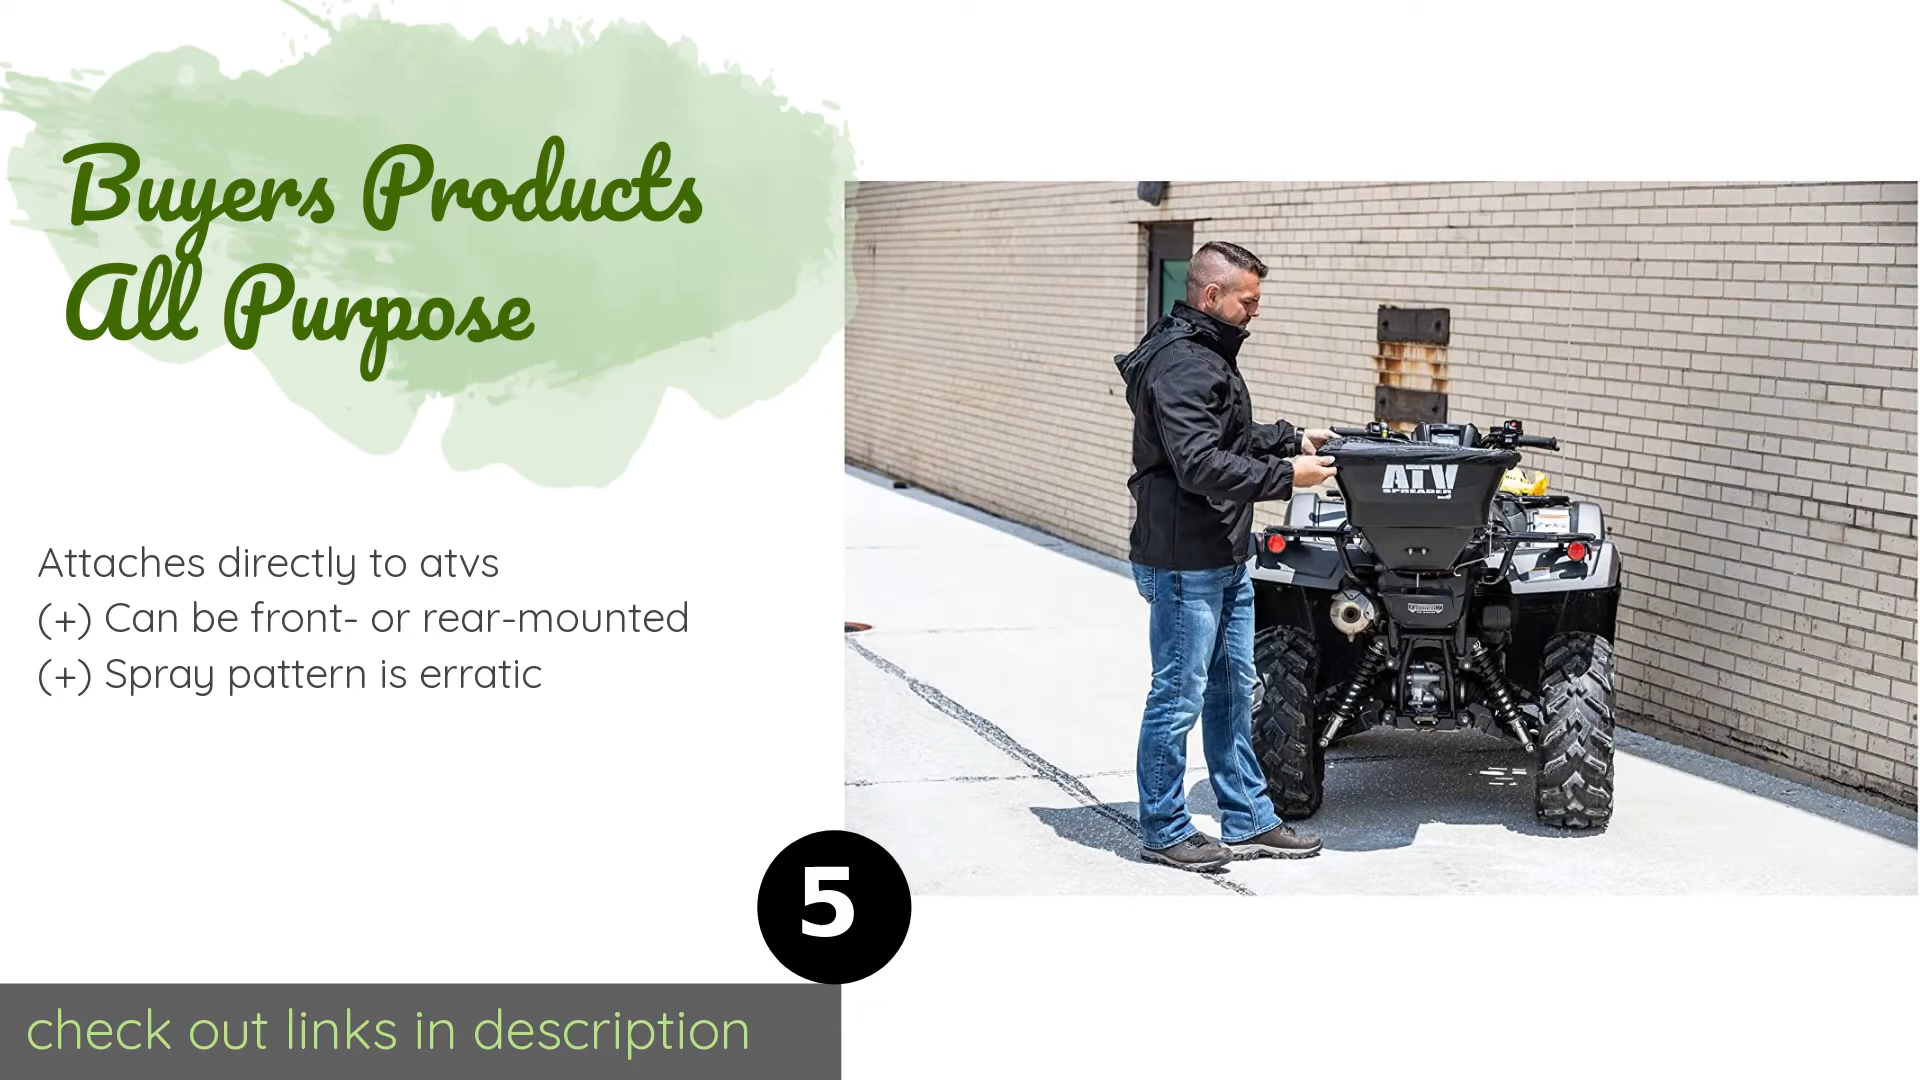 Buyers Products
All Purpose
Attaches directly to atvs
(+) Can be front- or rear-mounted
(+) Spray pattern is erratic
ATV
SPREADER
5
check out links in description